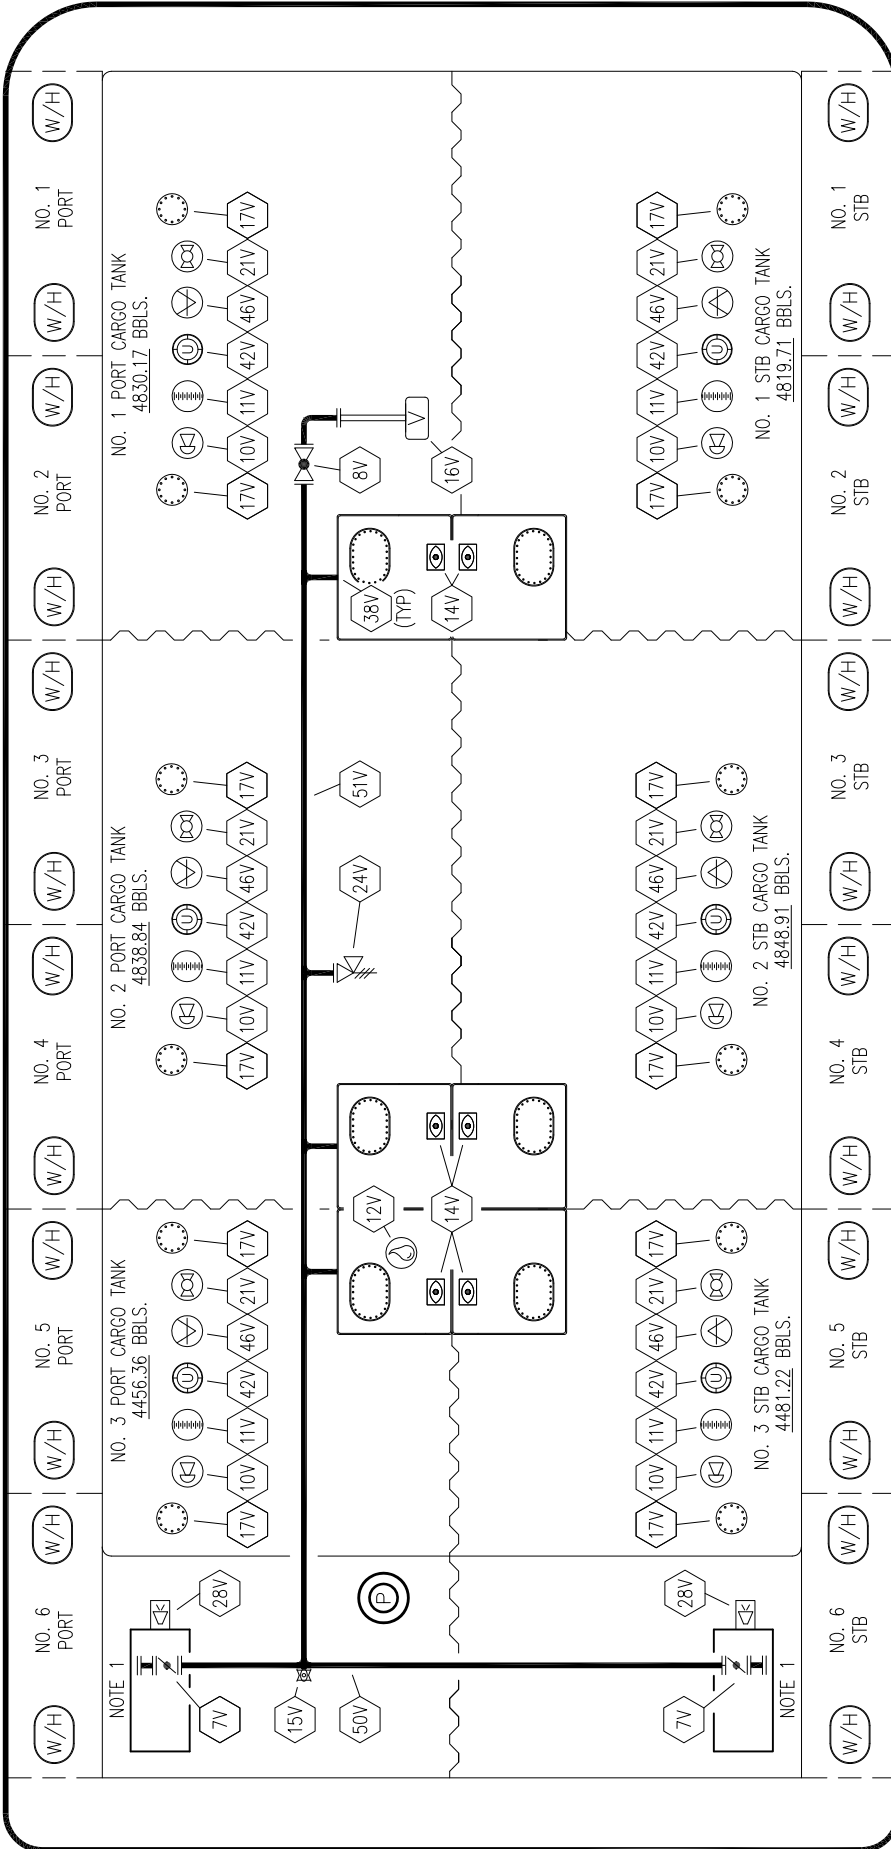 W/H
NO. 1
PORT
W/H
W/H
NO. 2
PORT
W/H
W/H
NO. 3
PORT
W/H
W/H
NO. 4
PORT
W/H
W/H
NO. 5
PORT
W/H
W/H
NO. 6
PORT
W/H
NO. 1 PORT CARGO TANK
4830.17 BBLS.
17V
21V
46V
42V
11V
10V
17V
U
NO. 2 PORT CARGO TANK
4838.84 BBLS.
17V
21V
46V
42V
11V
10V
17V
U
NO. 3 PORT CARGO TANK
4456.36 BBLS.
17V
21V
46V
42V
11V
10V
17V
U
NOTE 1
28V
7V
15V
50V
P
8V
V
16V
38V
(TYP)
14V
51V
24V
12V
14V
17V
21V
46V
42V
11V
10V
17V
U
NO. 1 STB CARGO TANK
4819.71 BBLS.
17V
21V
46V
42V
11V
10V
17V
U
NO. 2 STB CARGO TANK
4848.91 BBLS.
17V
21V
46V
42V
11V
10V
17V
U
NO. 3 STB CARGO TANK
4481.22 BBLS.
28V
7V
NOTE 1
W/H
NO. 1
STB
W/H
W/H
NO. 2
STB
W/H
W/H
NO. 3
STB
W/H
W/H
NO. 4
STB
W/H
W/H
NO. 5
STB
W/H
W/H
NO. 6
STB
W/H